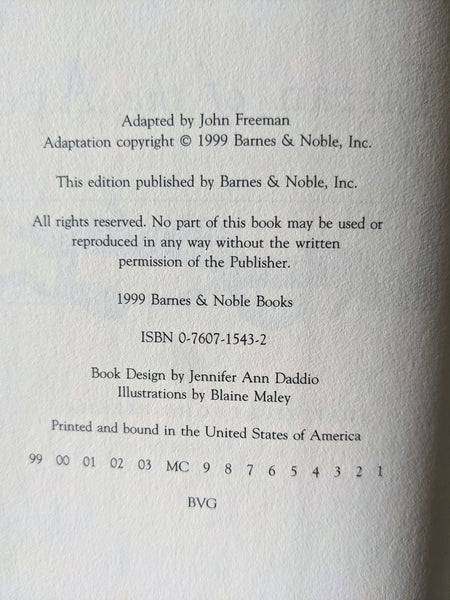 Adapted by John Freeman
Adaptation copyright © 1999 Barnes & Noble, Inc.
This edition published by Barnes & Noble, Inc.
All rights reserved. No part of this book may be used or
reproduced in any way without the written
permission of the Publisher.
1999 Barnes & Noble Books
ISBN 0-7607-1543-2
Book Design by Jennifer Ann Daddio
Illustrations by Blaine Maley
Printed and bound in the United States of America
99 00 01 02 03 MC 9 8 7 6 5 4 3 2 1
BVG